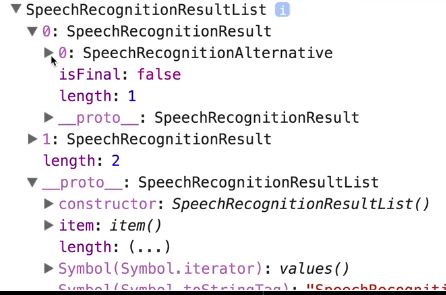 SpeechRecognitionResultList i
0: SpeechRecognitionResult
0: SpeechRecognitionAlternative
isFinal: false
length: 1
__proto__: SpeechRecognitionResult
1: SpeechRecognitionResult
length: 2
__proto__: SpeechRecognitionResultList
constructor: SpeechRecognitionResultList()
item: item()
length: (...)
Symbol(Symbol.iterator): values()
Symbol(Symbol.toStringTag): "SpeechRecogniti